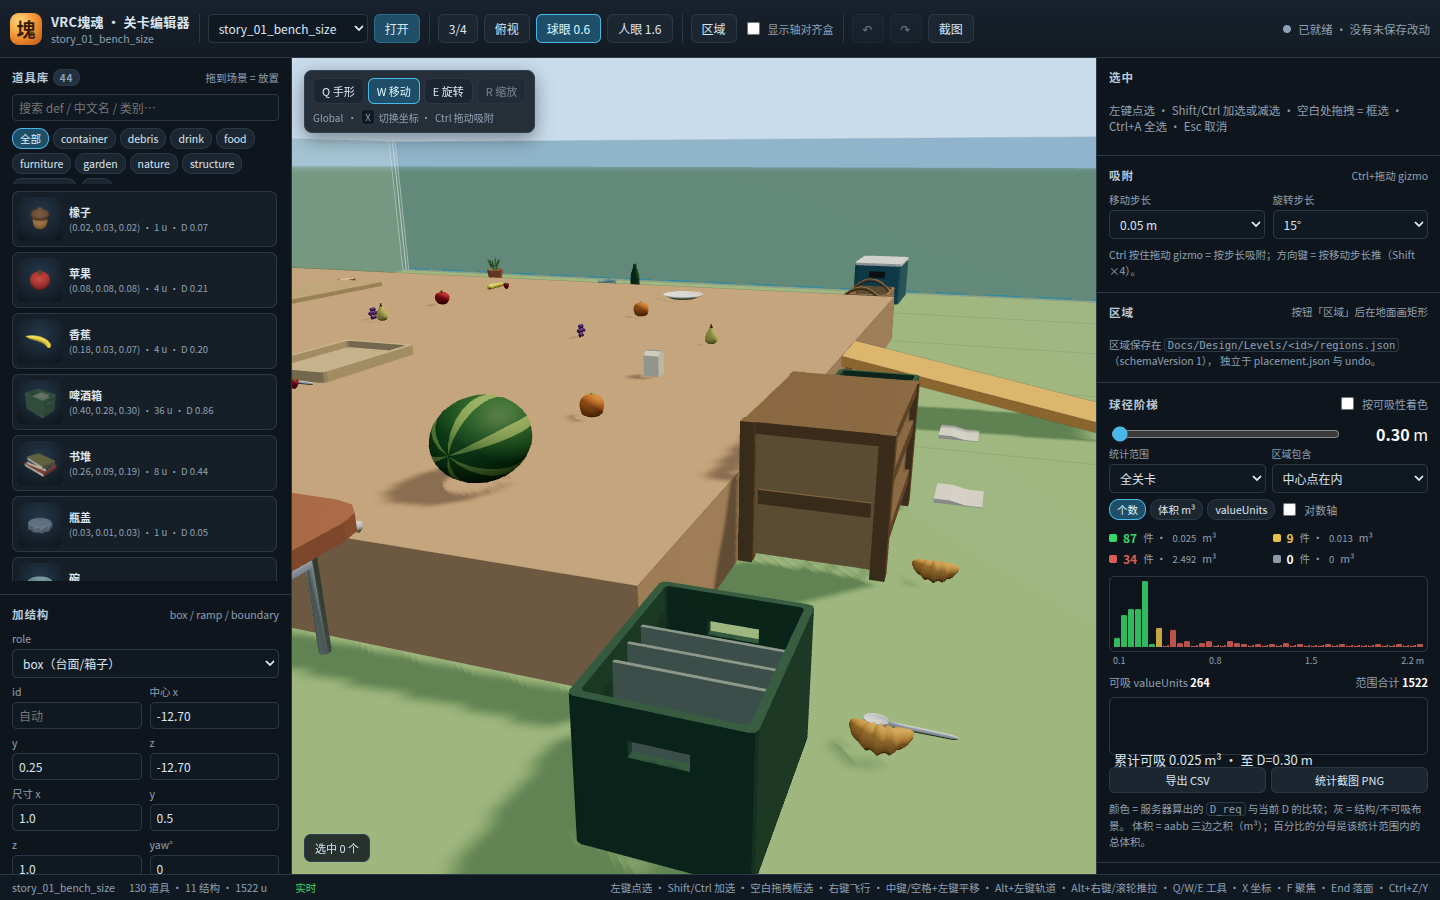 塊
VRC塊魂 · 关卡编辑器
story_01_bench_size
story_01_bench_size
打开
3/4
俯视
球眼 0.6
人眼 1.6
区域
显示轴对齐盒
↶
↷
截图
已就绪 · 没有未保存改动
道具库 44
拖到场景 = 放置
搜索 def / 中文名 / 类别…
全部 container debris drink food
furniture garden nature structure
橡子
(0.02, 0.03, 0.02) · 1 u · D 0.07
苹果
(0.08, 0.08, 0.08) · 4 u · D 0.21
香蕉
(0.18, 0.03, 0.07) · 4 u · D 0.20
啤酒箱
(0.40, 0.28, 0.30) · 36 u · D 0.86
书堆
(0.26, 0.09, 0.19) · 8 u · D 0.44
瓶盖
(0.03, 0.01, 0.03) · 1 u · D 0.05
碗
加结构
box / ramp / boundary
role
box（台面/箱子）
id 中心 x
自动 -12.70
y z
0.25 -12.70
尺寸 x y
1.0 0.5
z yaw°
1.0 0
Q 手形 W 移动 E 旋转 R 缩放
Global · X 切换坐标 · Ctrl 拖动吸附
选中 0 个
选中
左键点选 · Shift/Ctrl 加选或减选 · 空白处拖拽 = 框选 ·
Ctrl+A 全选 · Esc 取消
吸附
Ctrl+拖动 gizmo
移动步长 旋转步长
0.05 m 15°
Ctrl 按住拖动 gizmo = 按步长吸附；方向键 = 按移动步长推（Shift
×4）。
区域
按钮「区域」后在地面画矩形
区域保存在 Docs/Design/Levels/<id>/regions.json
（schemaVersion 1），独立于 placement.json 与 undo。
球径阶梯
按可吸性着色
0.30 m
统计范围 区域包含
全关卡 中心点在内
个数 体积 m³ valueUnits 对数轴
87 件 · 0.025 m³ 9 件 · 0.013 m³
34 件 · 2.492 m³ 0 件 · 0 m³
0.1 0.8 1.5 2.2 m
可吸 valueUnits 264
范围合计 1522
累计可吸 0.025 m³ · 至 D=0.30 m
导出 CSV 统计截图 PNG
颜色 = 服务器算出的 D_req 与当前 D 的比较；灰 = 结构/不可吸布
景。 体积 = aabb 三边之积（m³）；百分比的分母是该统计范围内的
总体积。
story_01_bench_size 130 道具 · 11 结构 · 1522 u 实时
左键点选 · Shift/Ctrl 加选 · 空白拖拽框选 · 右键飞行 · 中键/空格+左键平移 · Alt+左键轨道 · Alt+右键/滚轮推拉 · Q/W/E 工具 · X 坐标 · F 聚焦 · End 落面 · Ctrl+Z/Y